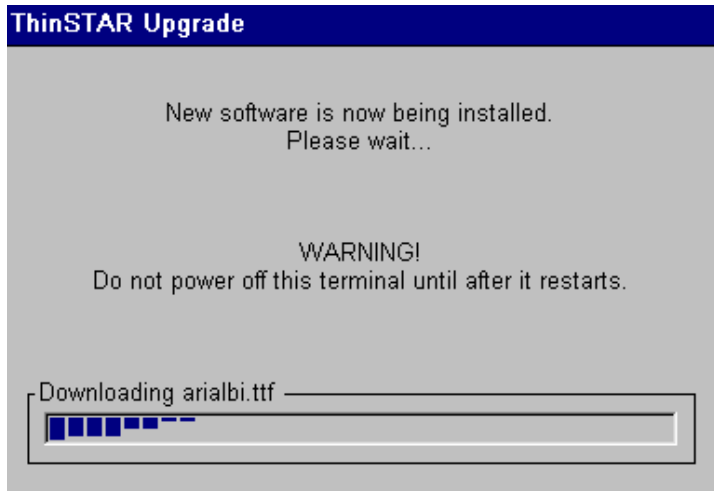 ThinSTAR Upgrade
New software is now being installed.
Please wait...
WARNING!
Do not power off this terminal until after it restarts.
Downloading arialbi.ttf